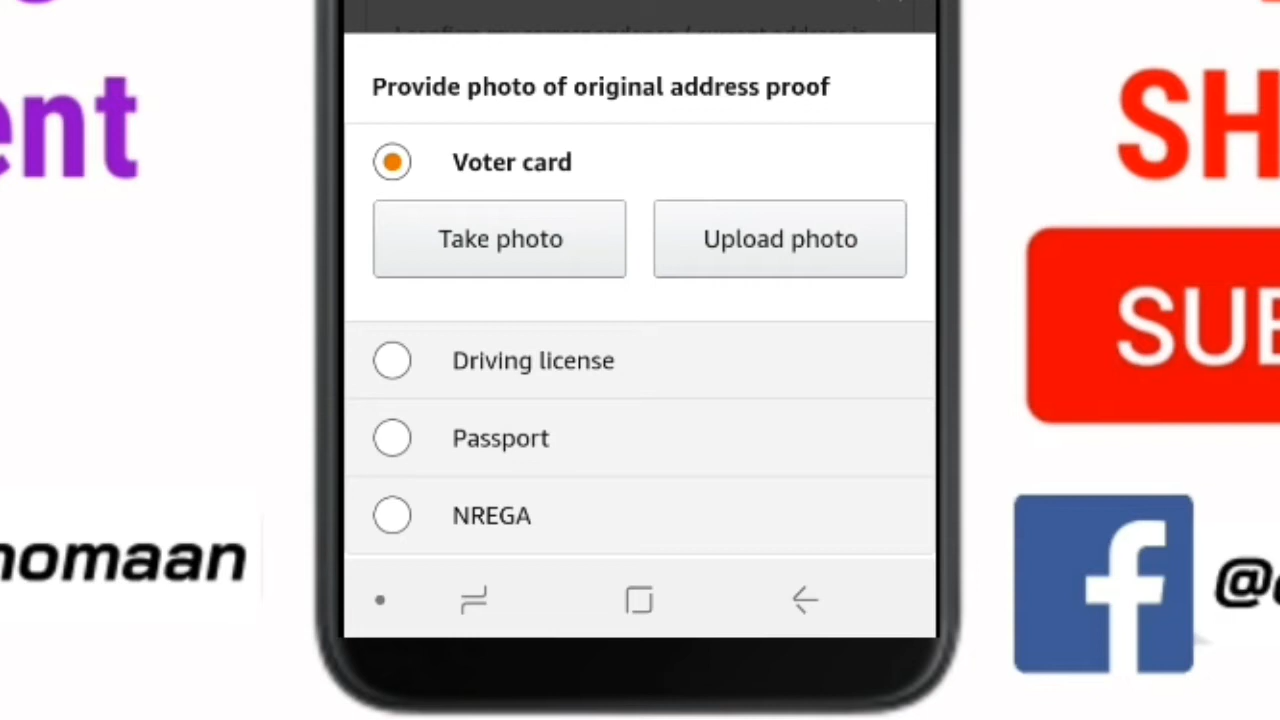 Provide photo of original address proof
Voter card
Take photo
Upload photo
Driving license
Passport
NREGA
ent
nomaan
SH
SUB
f